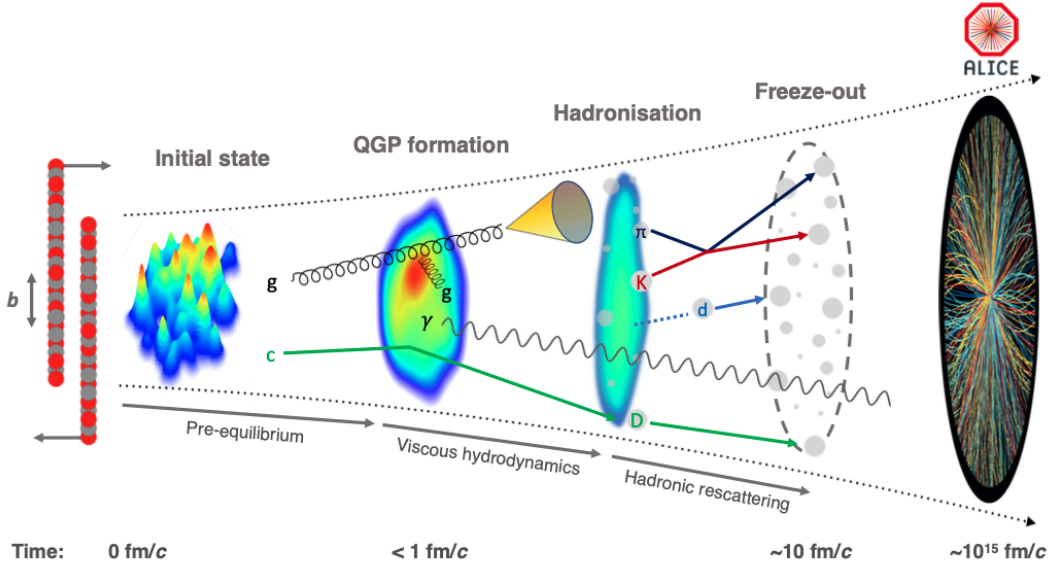 ALICE
Freeze-out
Hadronisation
QGP formation
Initial state
b
g
g
γ
c
π
K
d
D
Pre-equilibrium
Viscous hydrodynamics
Hadronic rescattering
Time: 0 fm/c < 1 fm/c ~10 fm/c ~10¹⁵ fm/c